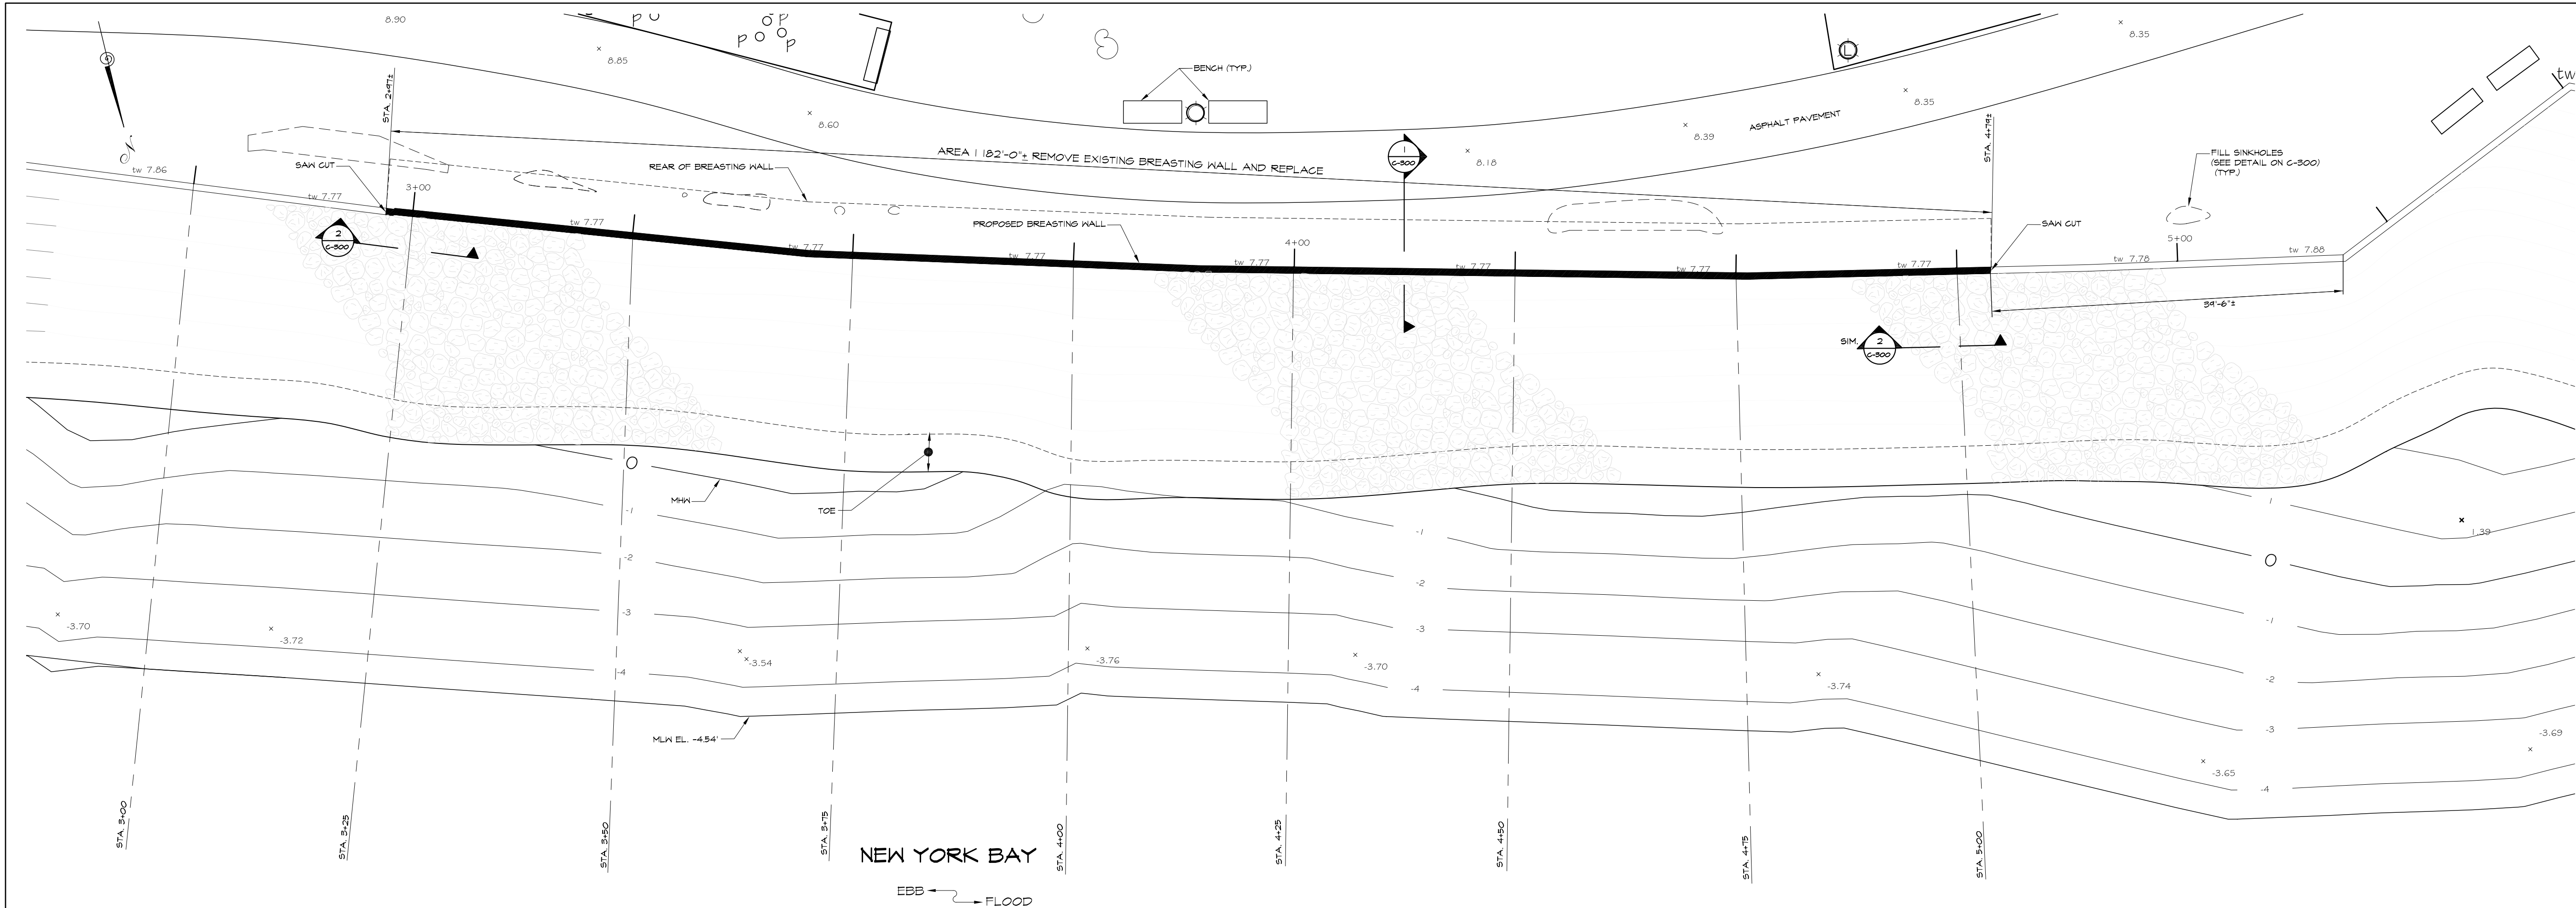 8.90
8.85
8.60
BENCH (TYP.)
8.18
8.39
8.35
8.35
ASPHALT PAVEMENT
tw
N
STA. 2+97±
STA. 4+79±
AREA 1 182'-0"± REMOVE EXISTING BREASTING WALL AND REPLACE
1
C-300
FILL SINKHOLES
(SEE DETAIL ON C-300)
(TYP.)
SAW CUT
REAR OF BREASTING WALL
PROPOSED BREASTING WALL
SAW CUT
tw 7.86
tw 7.77
3+00
tw 7.77
tw 7.77
tw 7.77
4+00
tw 7.77
tw 7.77
tw 7.77
tw 7.77
5+00
tw 7.78
tw 7.88
39'-6"±
2
C-300
SIM.
2
C-300
L
MHW
TOE
0
-1
-2
-3
-4
-1
-2
-3
-4
1
0
-1
-2
-3
-4
1.39
-3.70
-3.72
-3.54
-3.76
-3.70
-3.74
-3.65
-3.69
MLW EL. -4.54'
STA. 3+00
STA. 3+25
STA. 3+50
STA. 3+75
STA. 4+00
STA. 4+25
STA. 4+50
STA. 4+75
STA. 5+00
NEW YORK BAY
EBB
FLOOD